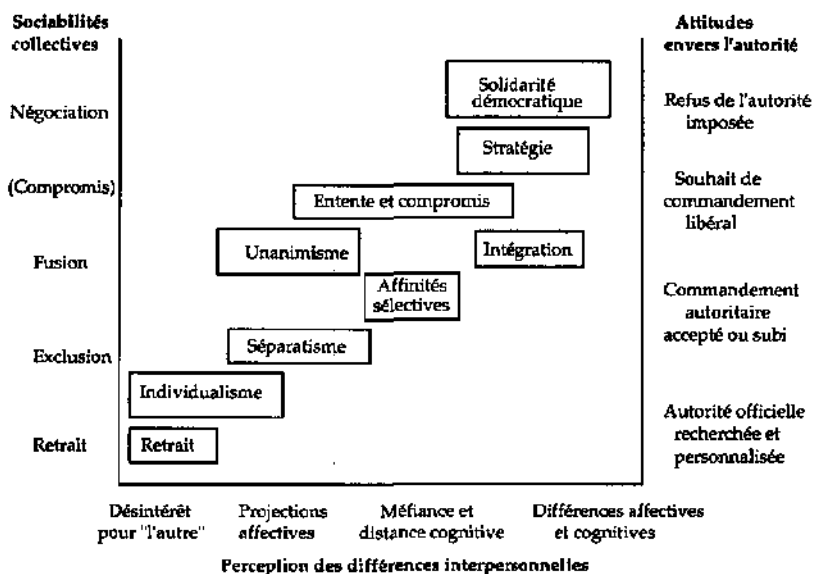 Sociabilités
collectives
Attitudes
envers l'autorité
Négociation
Solidarité
démocratique
Refus de l'autorité
imposée
Stratégie
(Compromis)
Entente et compromis
Souhait de
commandement
libéral
Fusion
Unanimisme
Intégration
Affinités
sélectives
Commandement
autoritaire
accepté ou subi
Exclusion
Séparatisme
Individualisme
Retrait
Retrait
Autorité officielle
recherchée et
personnalisée
Désintérêt
pour "l'autre"
Projections
affectives
Méfiance et
distance cognitive
Différences affectives
et cognitives
Perception des différences interpersonnelles